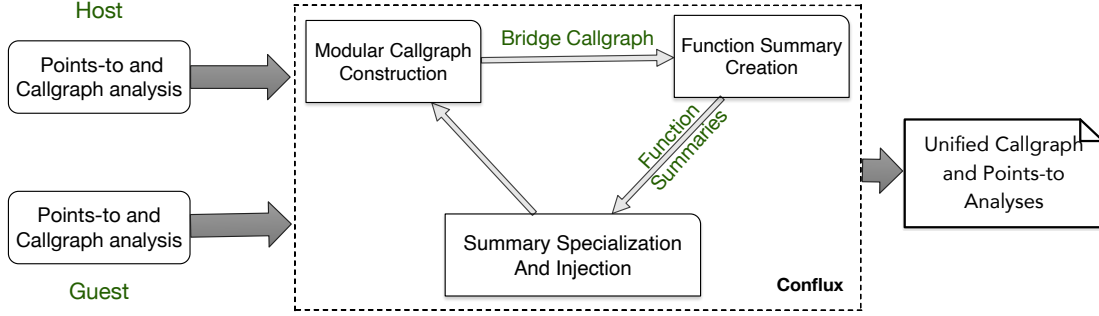 Host
Points-to and
Callgraph analysis
Modular Callgraph
Construction
Bridge Callgraph
Function Summary
Creation
Function
Summaries
Unified Callgraph
and Points-to
Analyses
Points-to and
Callgraph analysis
Guest
Summary Specialization
And Injection
Conflux